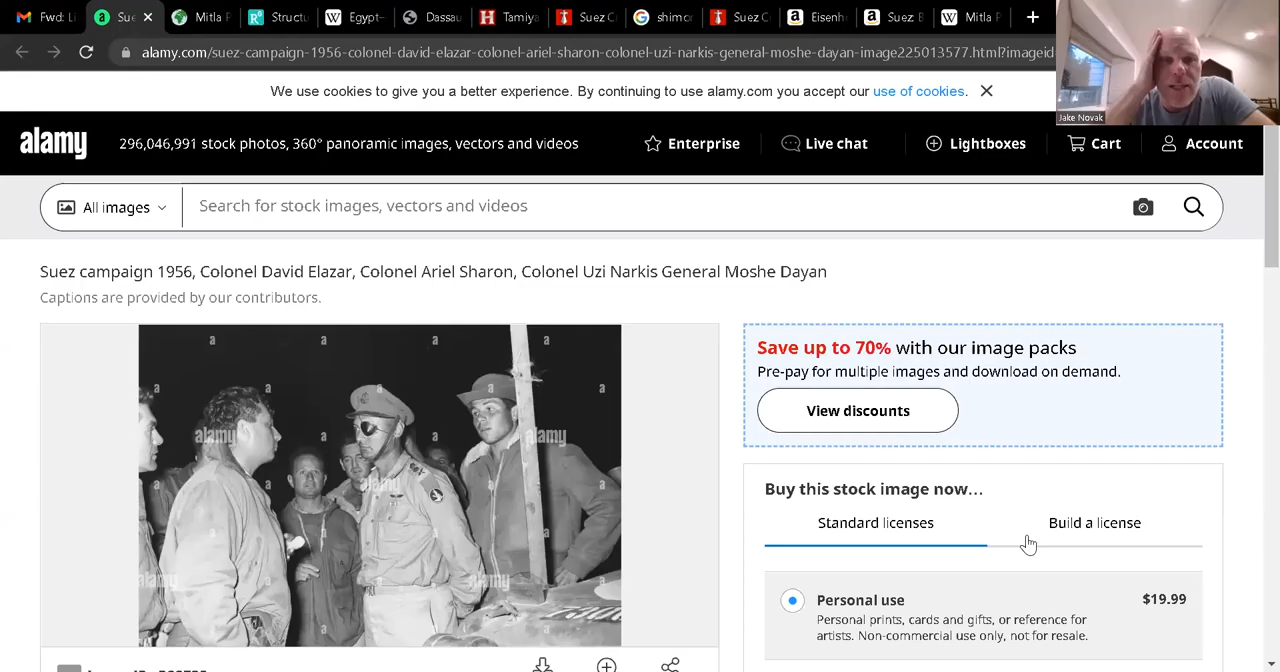 Fwd: Li
Sue
Mitla P
Structu
Egypt–
Dassau
Tamiya
Suez C
shimo
Suez C
Eisenh
Suez B
Mitla P
alamy.com/suez-campaign-1956-colonel-david-elazar-colonel-ariel-sharon-colonel-uzi-narkis-general-moshe-dayan-image225013577.html?imageid
Jake Novak
We use cookies to give you a better experience. By continuing to use alamy.com you accept our use of cookies.
alamy
296,046,991 stock photos, 360° panoramic images, vectors and videos
Enterprise
Live chat
Lightboxes
Cart
Account
All images
Search for stock images, vectors and videos
Suez campaign 1956, Colonel David Elazar, Colonel Ariel Sharon, Colonel Uzi Narkis General Moshe Dayan
Captions are provided by our contributors.
a a a a
a a a a
alamy a a alamy
a a a a
alamy
a a a a
alamy a a alamy
a a a a
Save up to 70% with our image packs
Pre-pay for multiple images and download on demand.
View discounts
Buy this stock image now…
Standard licenses
Build a license
Personal use $19.99
Personal prints, cards and gifts, or reference for
artists. Non-commercial use only, not for resale.